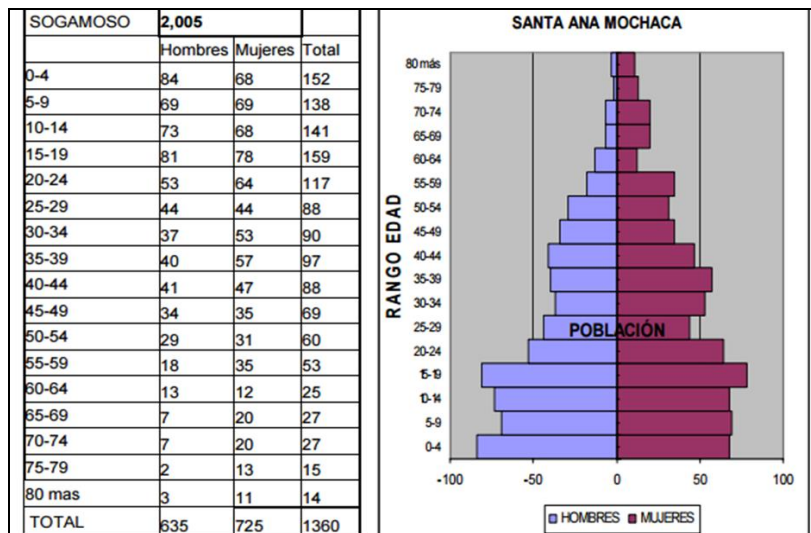 SOGAMOSO 2,005
Hombres Mujeres Total
0-4 84 68 152
5-9 69 69 138
10-14 73 68 141
15-19 81 78 159
20-24 53 64 117
25-29 44 44 88
30-34 37 53 90
35-39 40 57 97
40-44 41 47 88
45-49 34 35 69
50-54 29 31 60
55-59 18 35 53
60-64 13 12 25
65-69 7 20 27
70-74 7 20 27
75-79 2 13 15
80 mas 3 11 14
TOTAL 635 725 1360
SANTA ANA MOCHACA
RANGO EDAD
80 más
75-79
70-74
65-69
60-64
55-59
50-54
45-49
40-44
35-39
30-34
25-29
POBLACIÓN
20-24
15-19
10-14
5-9
0-4
-100 -50 0 50 100
HOMBRES MUJERES